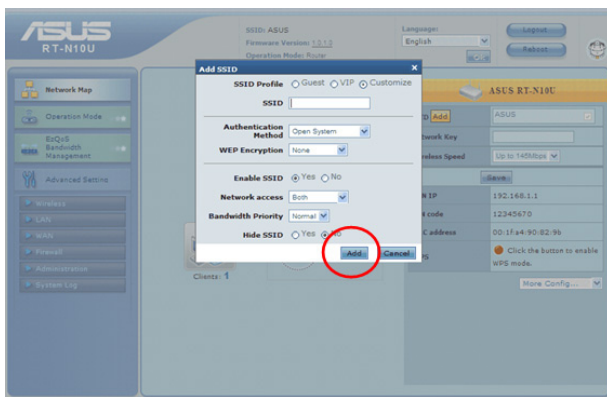 ASUS
RT-N10U
SSID: ASUS
Firmware Version: 1.0.1.0
Operation Mode: Router
Language:
English
Logout
Reboot
Add SSID
x
SSID Profile Guest VIP Customize
SSID
Authentication Method Open System
WEP Encryption None
Enable SSID Yes No
Network access Both
Bandwidth Priority Normal
Hide SSID Yes No
Add Cancel
Network Map
Operation Mode
EzQoS
Bandwidth
Management
Advanced Setting
Wireless
LAN
WAN
Firewall
Administration
System Log
Clients: 1
ASUS RT-N10U
Add ASUS
Up to 145Mbps
Save
192.168.1.1
12345670
00:1f:a4:90:82:9b
Click the button to enable
WPS mode.
More Config...